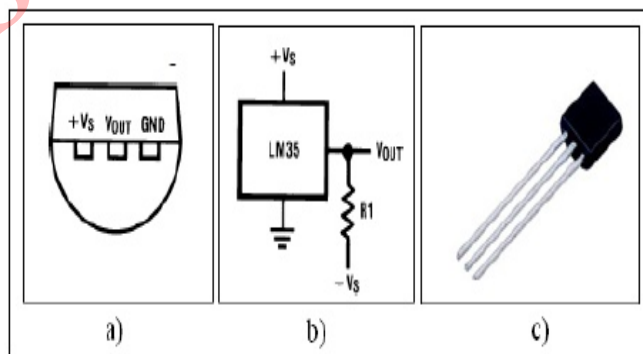 +VS VOUT GND
+VS
LM35
VOUT
R1
-VS
a) b) c)